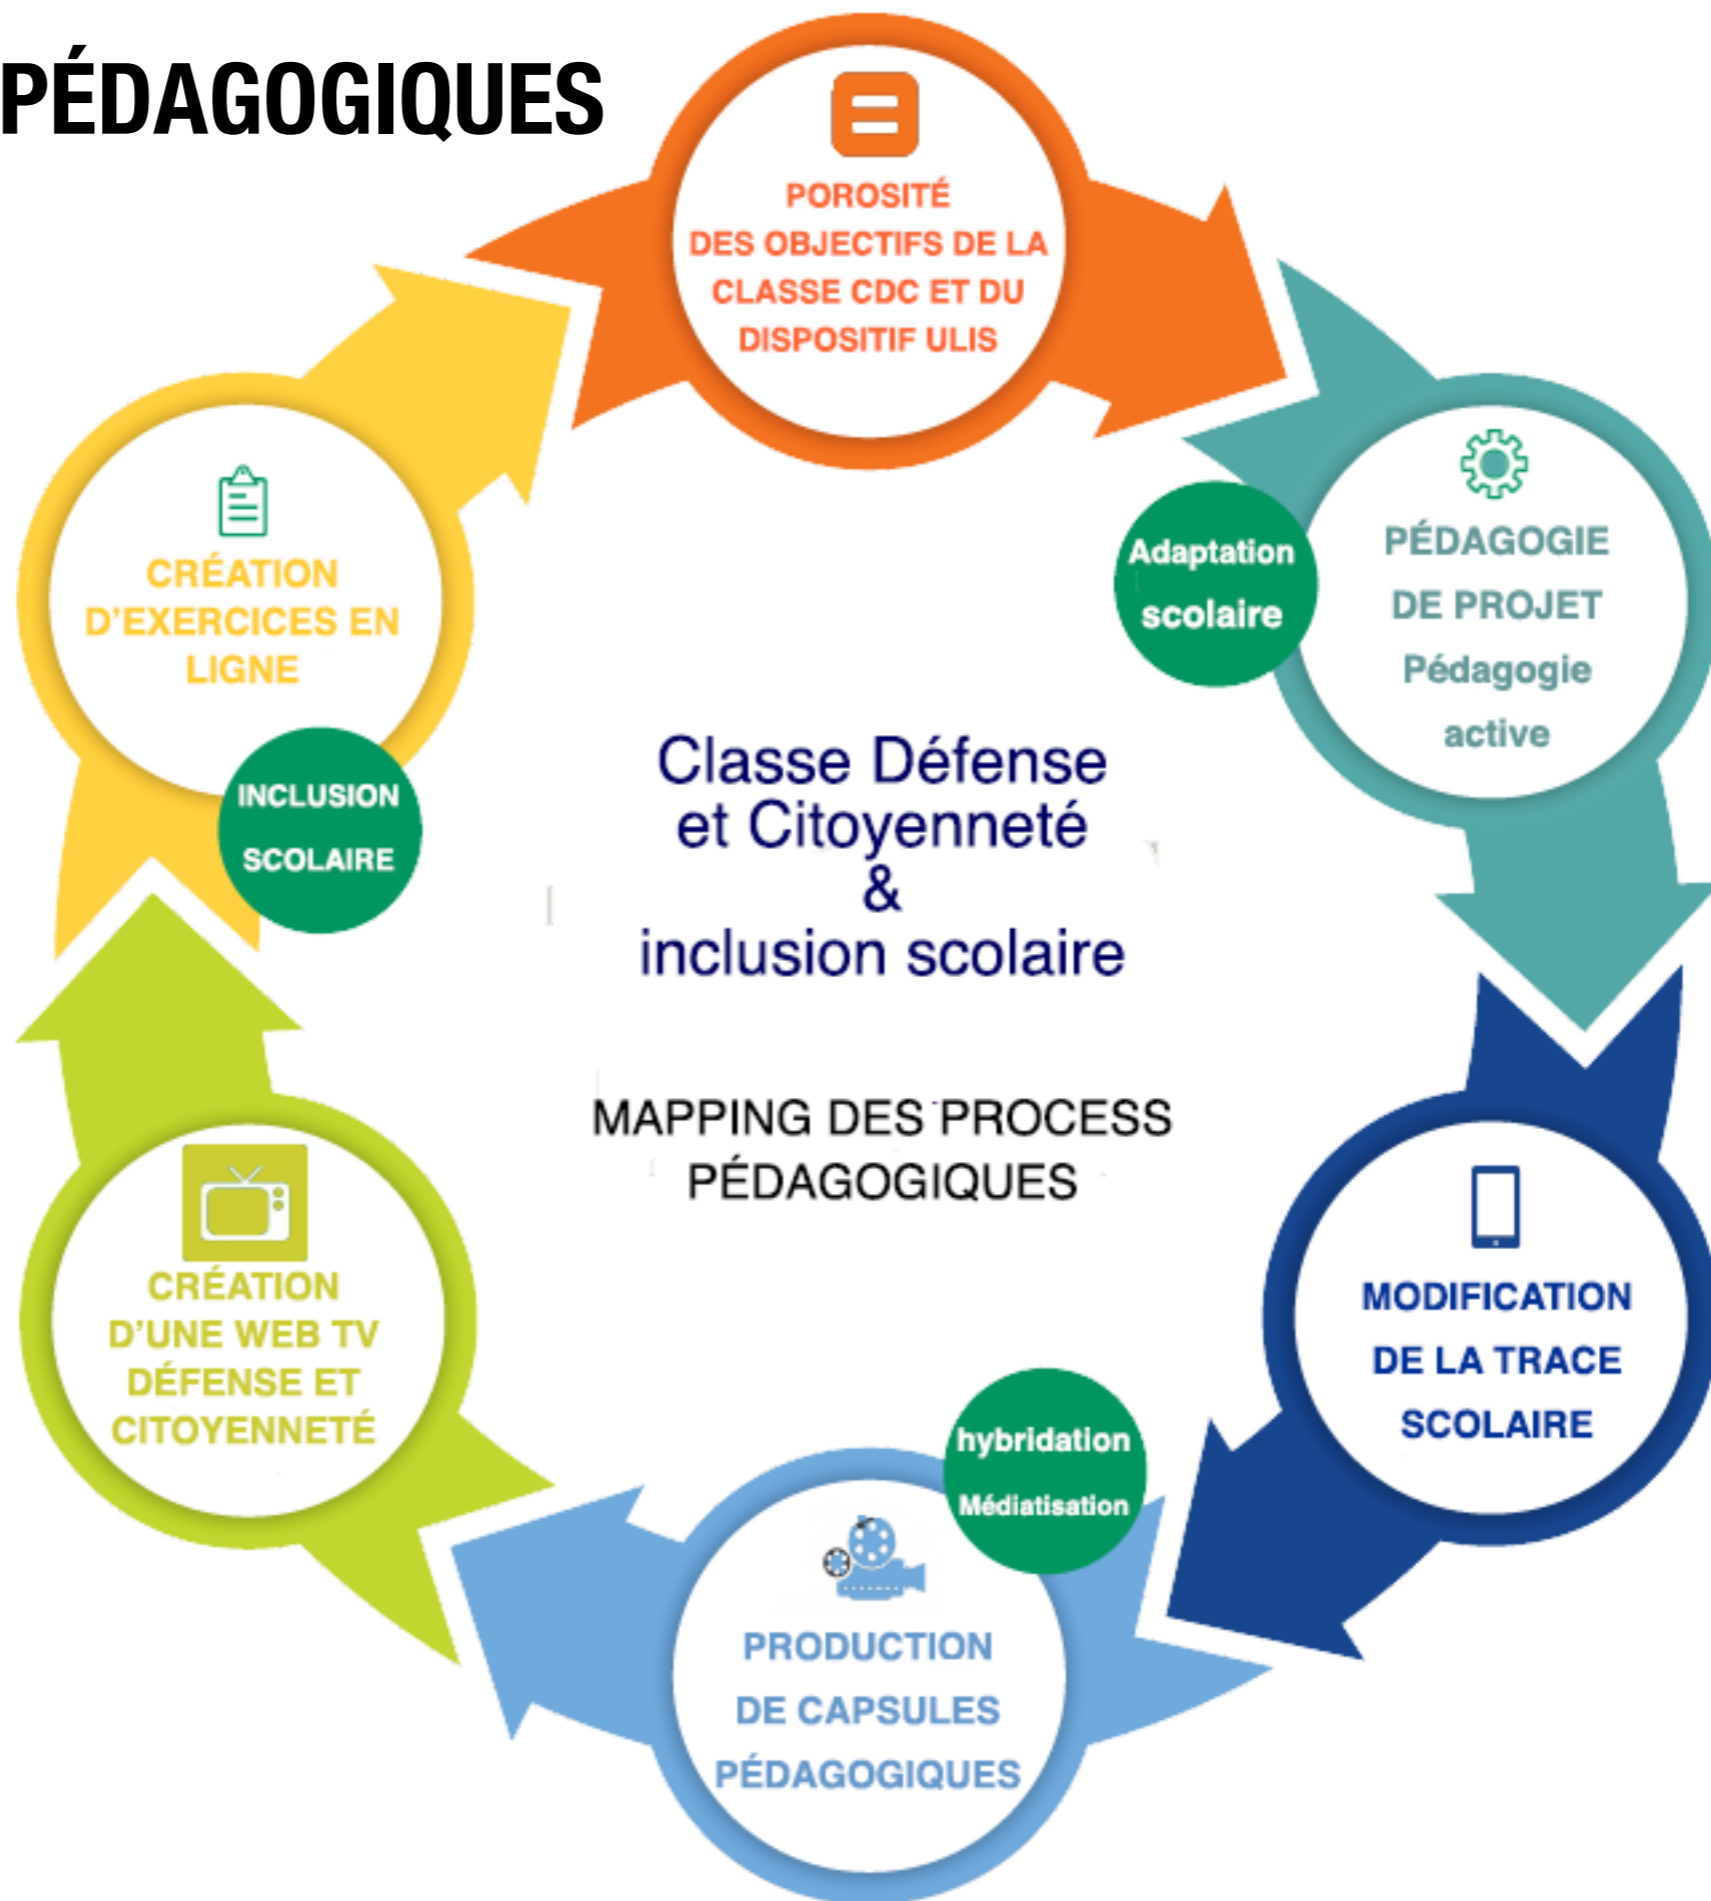 PÉDAGOGIQUES
POROSITÉ
DES OBJECTIFS DE LA
CLASSE CDC ET DU
DISPOSITIF ULIS
PÉDAGOGIE
DE PROJET
Pédagogie
active
Adaptation
scolaire
MODIFICATION
DE LA TRACE
SCOLAIRE
hybridation
Médiatisation
PRODUCTION
DE CAPSULES
PÉDAGOGIQUES
CRÉATION
D'UNE WEB TV
DÉFENSE ET
CITOYENNETÉ
CRÉATION
D'EXERCICES EN
LIGNE
INCLUSION
SCOLAIRE
Classe Défense
et Citoyenneté
&
inclusion scolaire
MAPPING DES PROCESS
PÉDAGOGIQUES